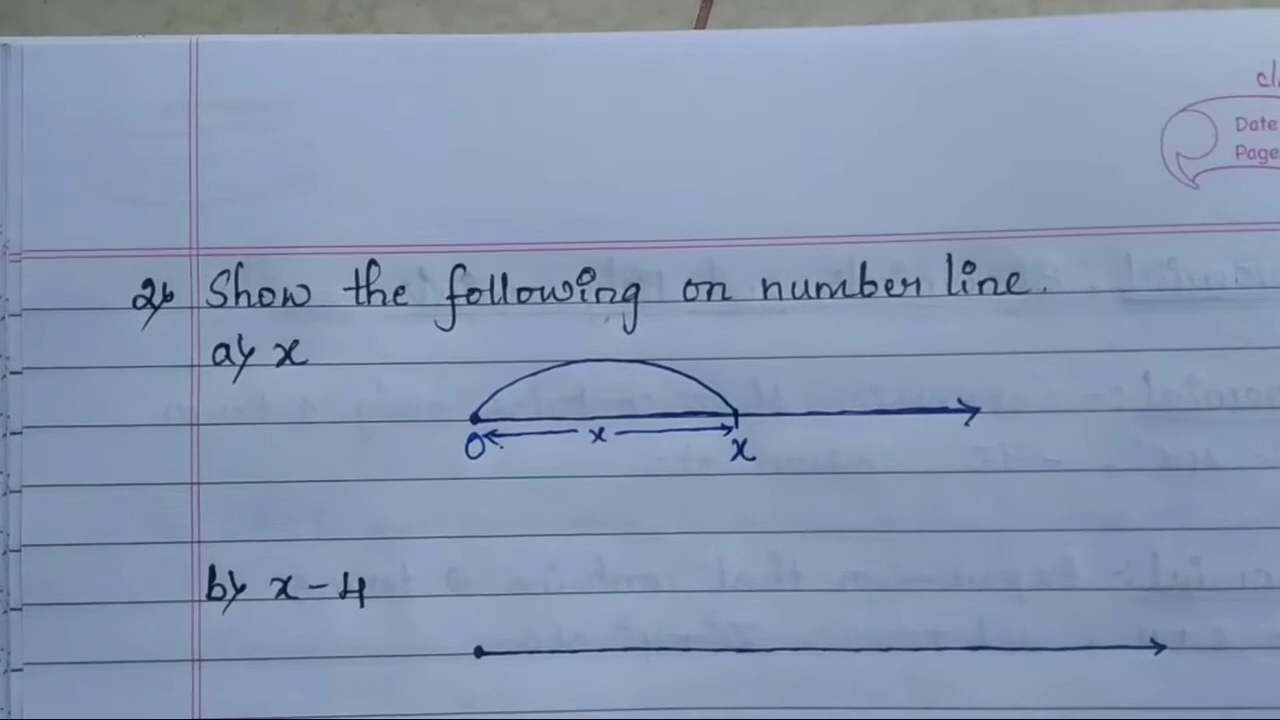 Date
Page
2) Show the following on number line.
a) x
0 x x
b) x - 4